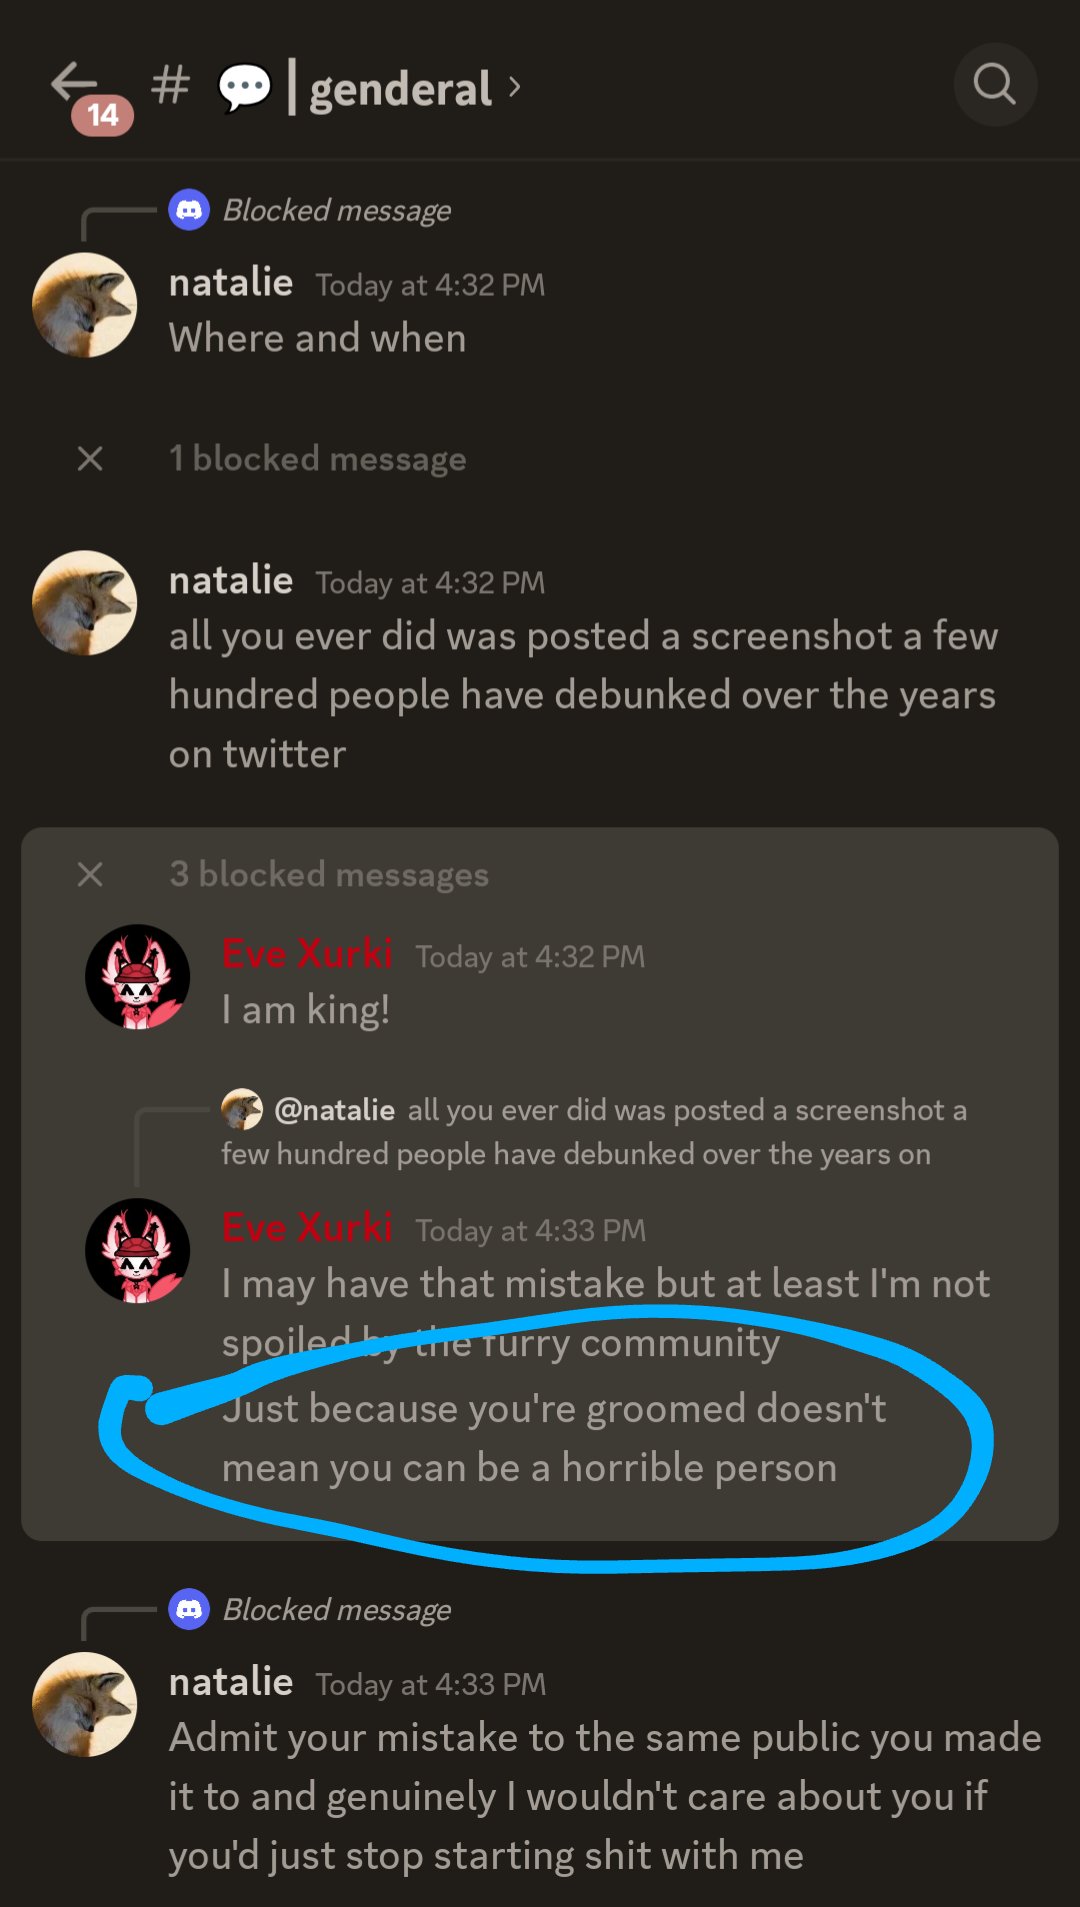 14
# 💬 | genderal ›
Blocked message
natalie Today at 4:32 PM
Where and when
1 blocked message
natalie Today at 4:32 PM
all you ever did was posted a screenshot a few
hundred people have debunked over the years
on twitter
3 blocked messages
Eve Xurki Today at 4:32 PM
I am king!
@natalie all you ever did was posted a screenshot a
few hundred people have debunked over the years on
Eve Xurki Today at 4:33 PM
I may have that mistake but at least I'm not
spoiled by the furry community
Just because you're groomed doesn't
mean you can be a horrible person
Blocked message
natalie Today at 4:33 PM
Admit your mistake to the same public you made
it to and genuinely I wouldn't care about you if
you'd just stop starting shit with me